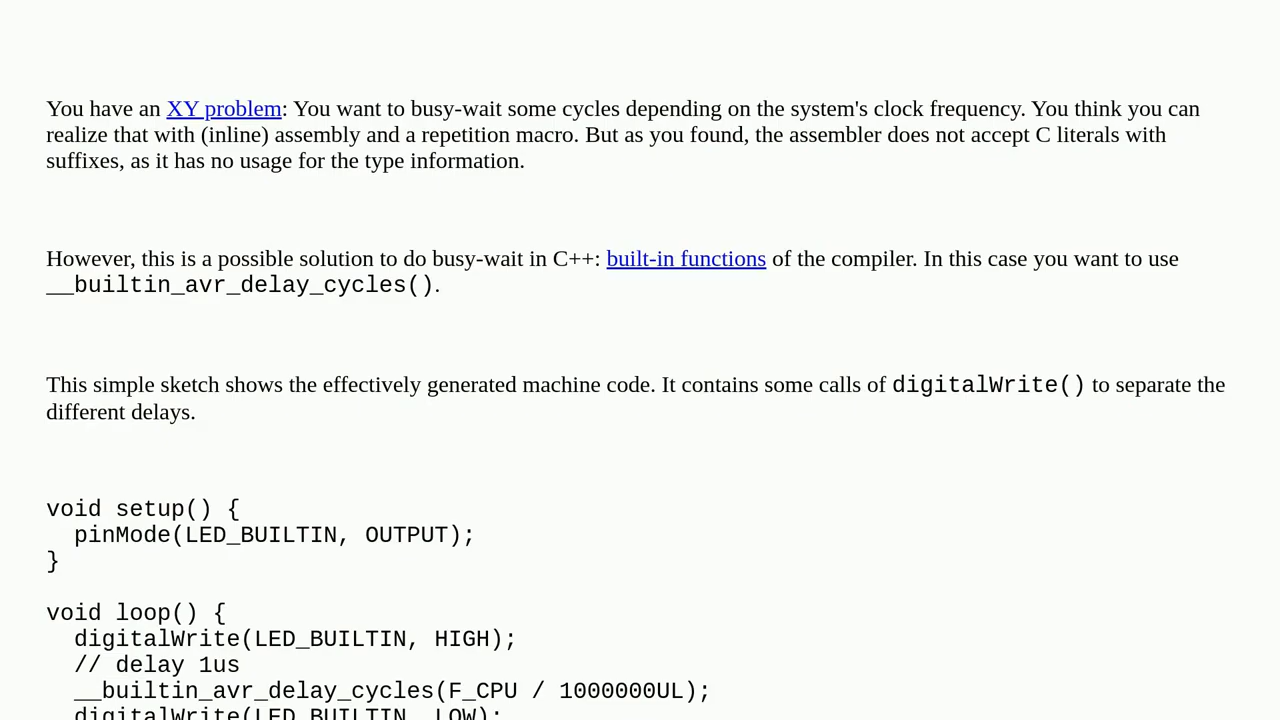 You have an XY problem: You want to busy-wait some cycles depending on the system's clock frequency. You think you can
realize that with (inline) assembly and a repetition macro. But as you found, the assembler does not accept C literals with
suffixes, as it has no usage for the type information.
However, this is a possible solution to do busy-wait in C++: built-in functions of the compiler. In this case you want to use
__builtin_avr_delay_cycles().
This simple sketch shows the effectively generated machine code. It contains some calls of digitalWrite() to separate the
different delays.
void setup() {
  pinMode(LED_BUILTIN, OUTPUT);
}
void loop() {
  digitalWrite(LED_BUILTIN, HIGH);
  // delay 1us
  __builtin_avr_delay_cycles(F_CPU / 1000000UL);
  digitalWrite(LED_BUILTIN, LOW);